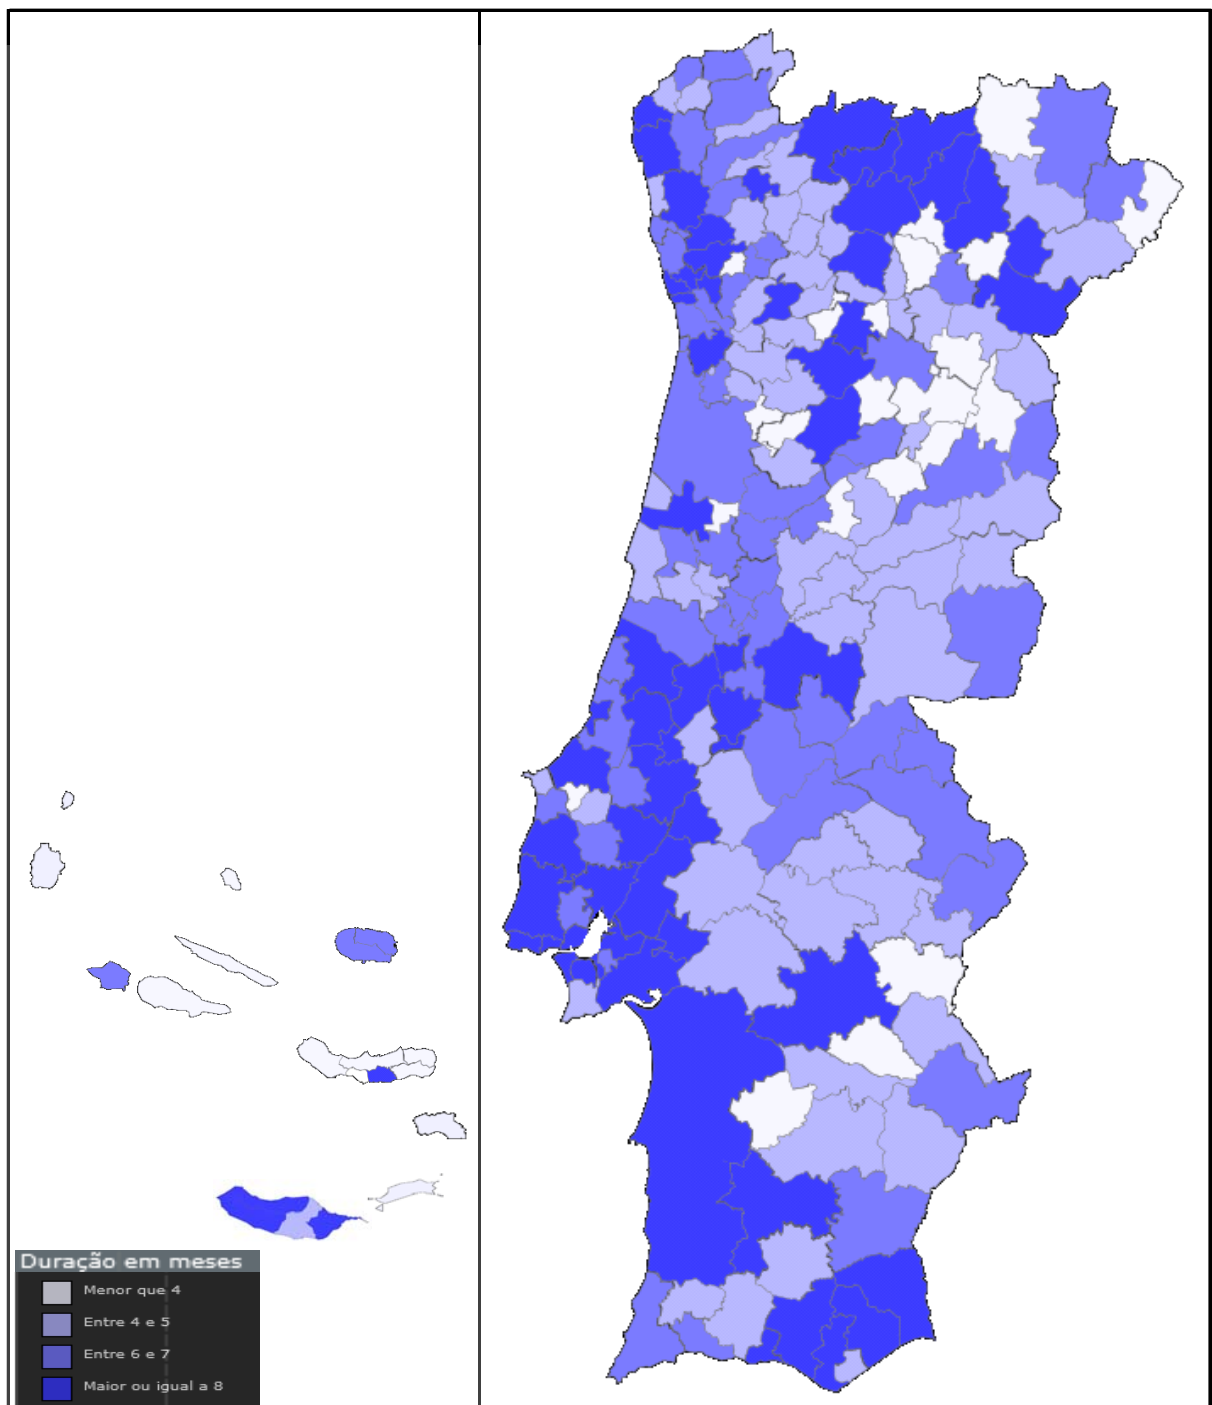 Duração em meses
Menor que 4
Entre 4 e 5
Entre 6 e 7
Maior ou igual a 8